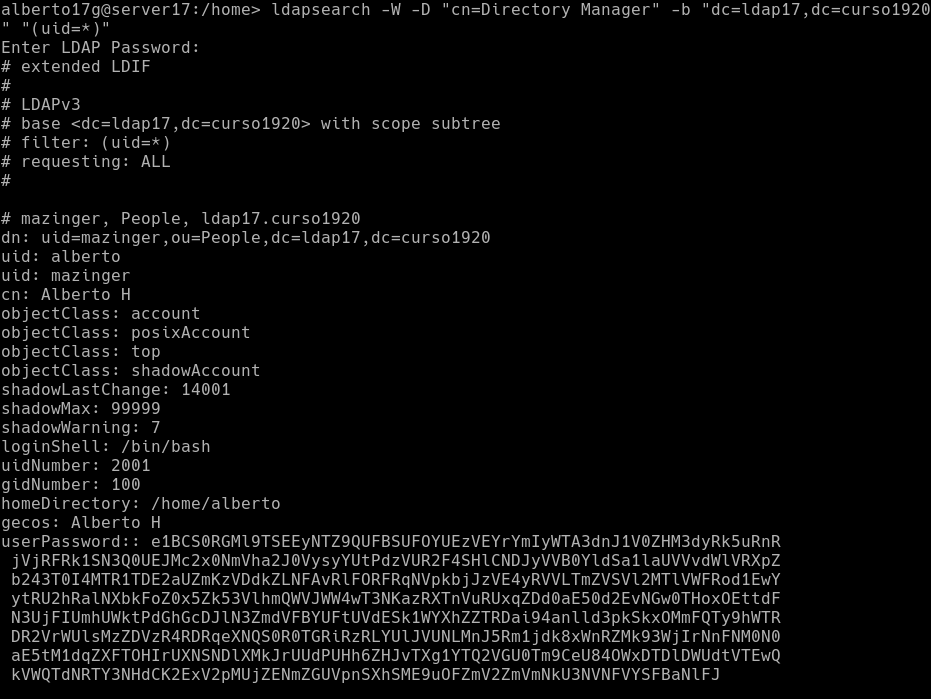 alberto17g@server17:/home> ldapsearch -W -D "cn=Directory Manager" -b "dc=ldap17,dc=curso1920
" "(uid=*)"
Enter LDAP Password:
# extended LDIF
#
# LDAPv3
# base <dc=ldap17,dc=curso1920> with scope subtree
# filter: (uid=*)
# requesting: ALL
#
# mazinger, People, ldap17.curso1920
dn: uid=mazinger,ou=People,dc=ldap17,dc=curso1920
uid: alberto
uid: mazinger
cn: Alberto H
objectClass: account
objectClass: posixAccount
objectClass: top
objectClass: shadowAccount
shadowLastChange: 14001
shadowMax: 99999
shadowWarning: 7
loginShell: /bin/bash
uidNumber: 2001
gidNumber: 100
homeDirectory: /home/alberto
gecos: Alberto H
userPassword:: e1BCS0RGMl9TSEEyNTZ9QUFBSUFOYUEzVEYrYmIyWTA3dnJ1V0ZHM3dyRk5uRnR
jVjRFRk1SN3Q0UEJMc2x0NmVha2J0VysyYUtPdzVUR2F4SHlCNDJyVVB0YldSa1laUVVvdWlVRXpZ
b243T0I4MTR1TDE2aUZmKzVDdkZLNFAvRlFORFRqNVpkbjJzVE4yRVVLTmZVSVl2MTlVWFRod1EwY
ytRU2hRalNXbkFoZ0x5Zk53VlhmQWVJWW4wT3NKazRXTnVuRUxqZDd0aE50d2EvNGw0THoxOEttdF
N3UjFIUmhUWktPdGhGcDJlN3ZmdVFBYUFtUVdESk1WYXhZZTRDai94anlld3pkSkxOMmFQTy9hWTR
DR2VrWUlsMzZDVzR4RDRqeXNQS0R0TGRiRzRLYUlJVUNLMnJ5Rm1jdk8xWnRZMk93WjIrNnFNM0N0
aE5tM1dqZXFTOHIrUXNSNDlXMkJrUUdPUHh6ZHJvTXg1YTQ2VGU0Tm9CeU84OWxDTDlDWUdtVTEwQ
kVWQTdNRTY3NHdCK2ExV2pMUjZENmZGUVpnSXhSME9uOFZmV2ZmVmNkU3NVNFVYSFBaNlFJ